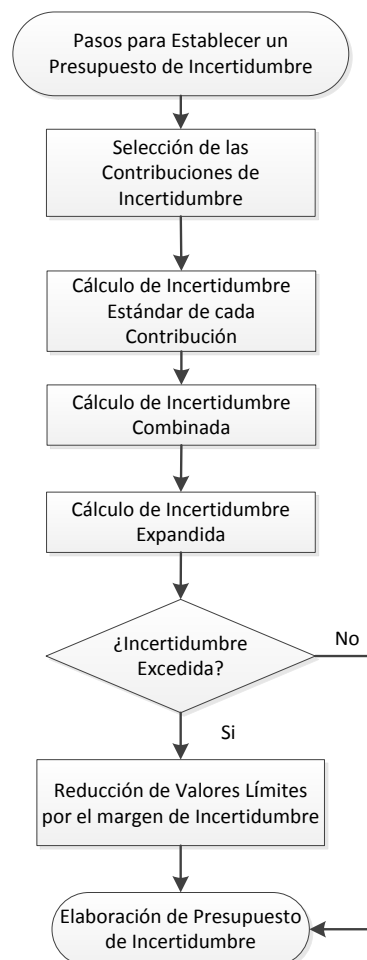 Pasos para Establecer un
Presupuesto de Incertidumbre
Selección de las
Contribuciones de
Incertidumbre
Cálculo de Incertidumbre
Estándar de cada
Contribución
Cálculo de Incertidumbre
Combinada
Cálculo de Incertidumbre
Expandida
¿Incertidumbre
Excedida?
No
Si
Reducción de Valores Límites
por el margen de Incertidumbre
Elaboración de Presupuesto
de Incertidumbre